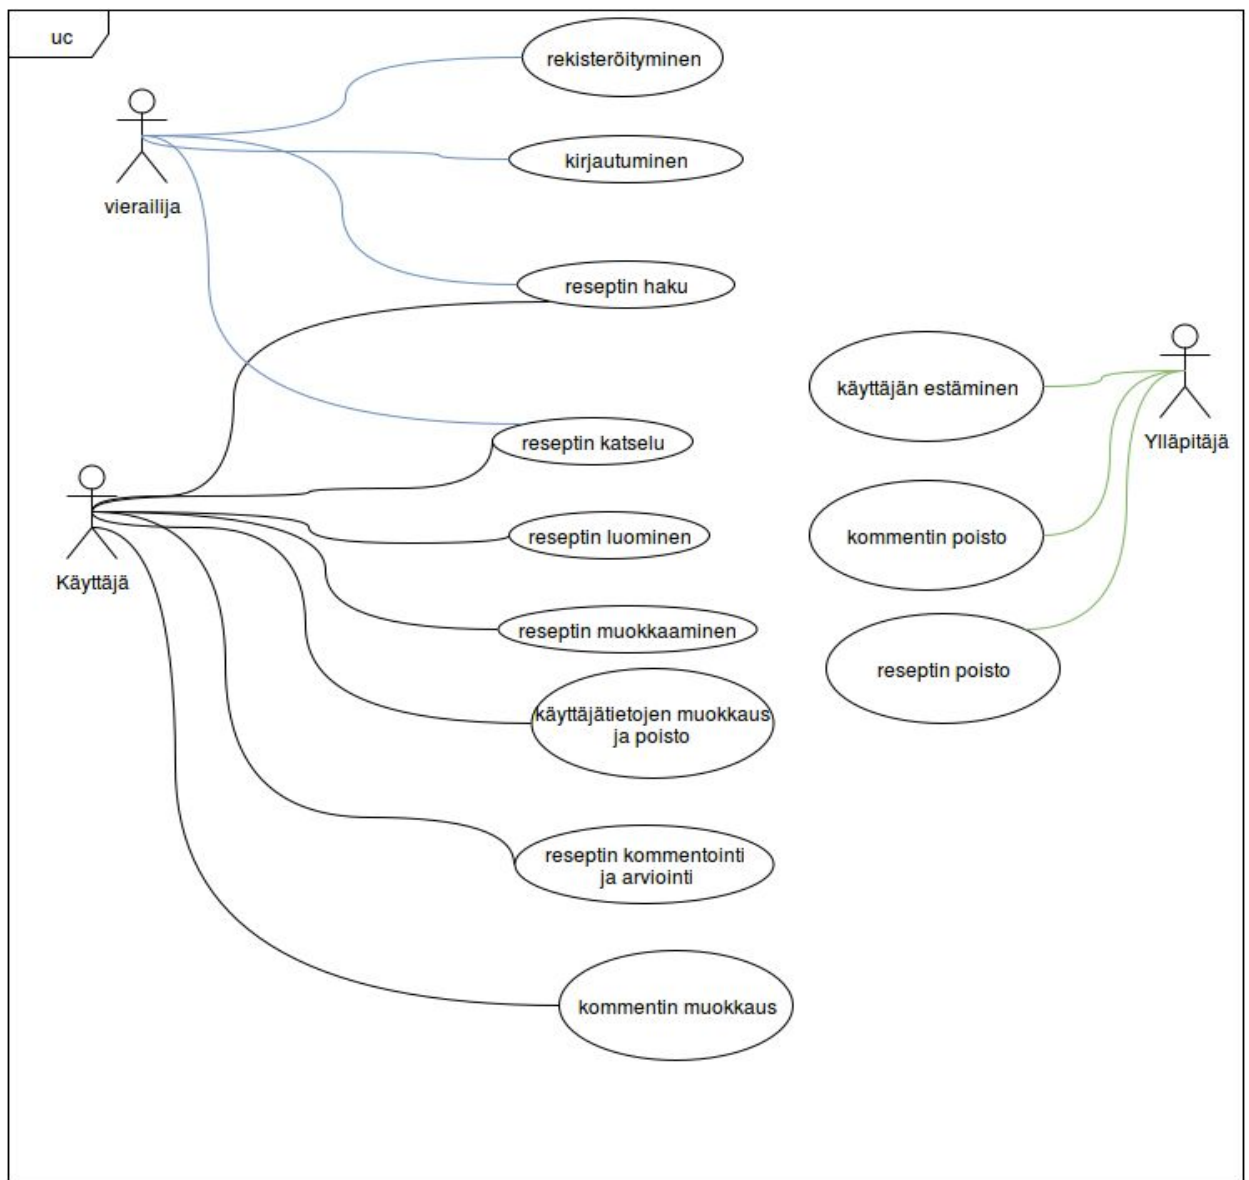 uc
rekisteröityminen
kirjautuminen
vierailija
reseptin haku
käyttäjän estäminen
Ylläpitäjä
reseptin katselu
reseptin luominen
kommentin poisto
Käyttäjä
reseptin muokkaaminen
reseptin poisto
käyttäjätietojen muokkaus
ja poisto
reseptin kommentointi
ja arviointi
kommentin muokkaus